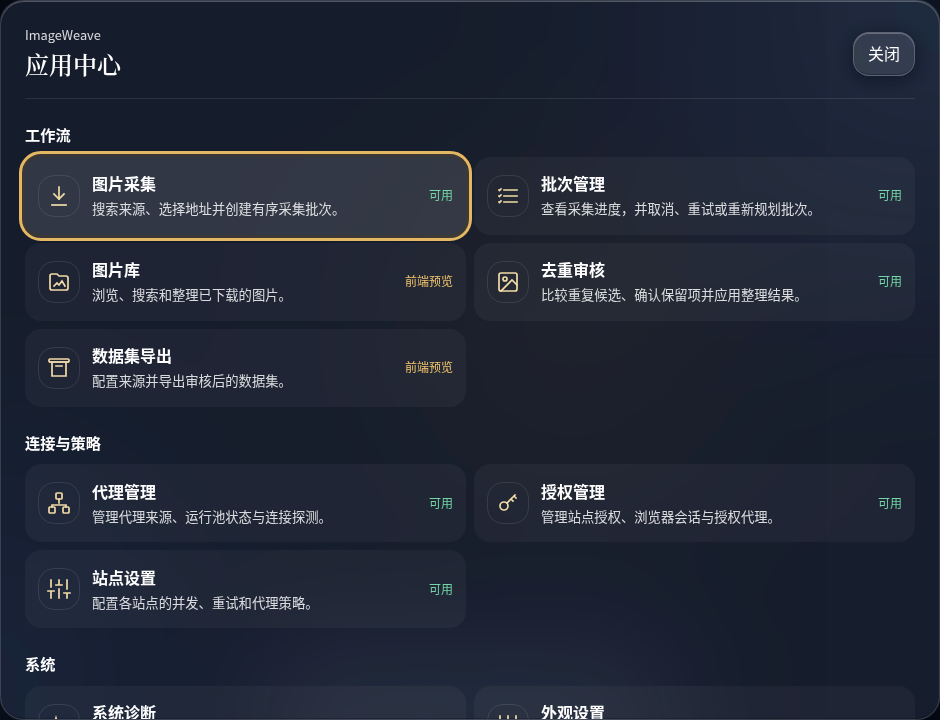 ImageWeave
应用中心
关闭
工作流
图片采集
搜索来源、选择地址并创建有序采集批次。
可用
批次管理
查看采集进度，并取消、重试或重新规划批次。
可用
图片库
浏览、搜索和整理已下载的图片。
前端预览
去重审核
比较重复候选、确认保留项并应用整理结果。
可用
数据集导出
配置来源并导出审核后的数据集。
前端预览
连接与策略
代理管理
管理代理来源、运行池状态与连接探测。
可用
授权管理
管理站点授权、浏览器会话与授权代理。
可用
站点设置
配置各站点的并发、重试和代理策略。
可用
系统
系统诊断
外观设置